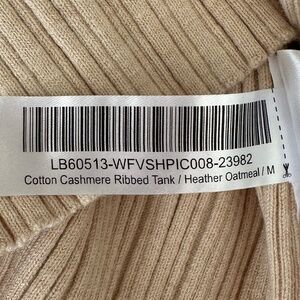 LB60513-WFVSHPIC008-23982
Cotton Cashmere Ribbed Tank / Heather Oatmeal / M